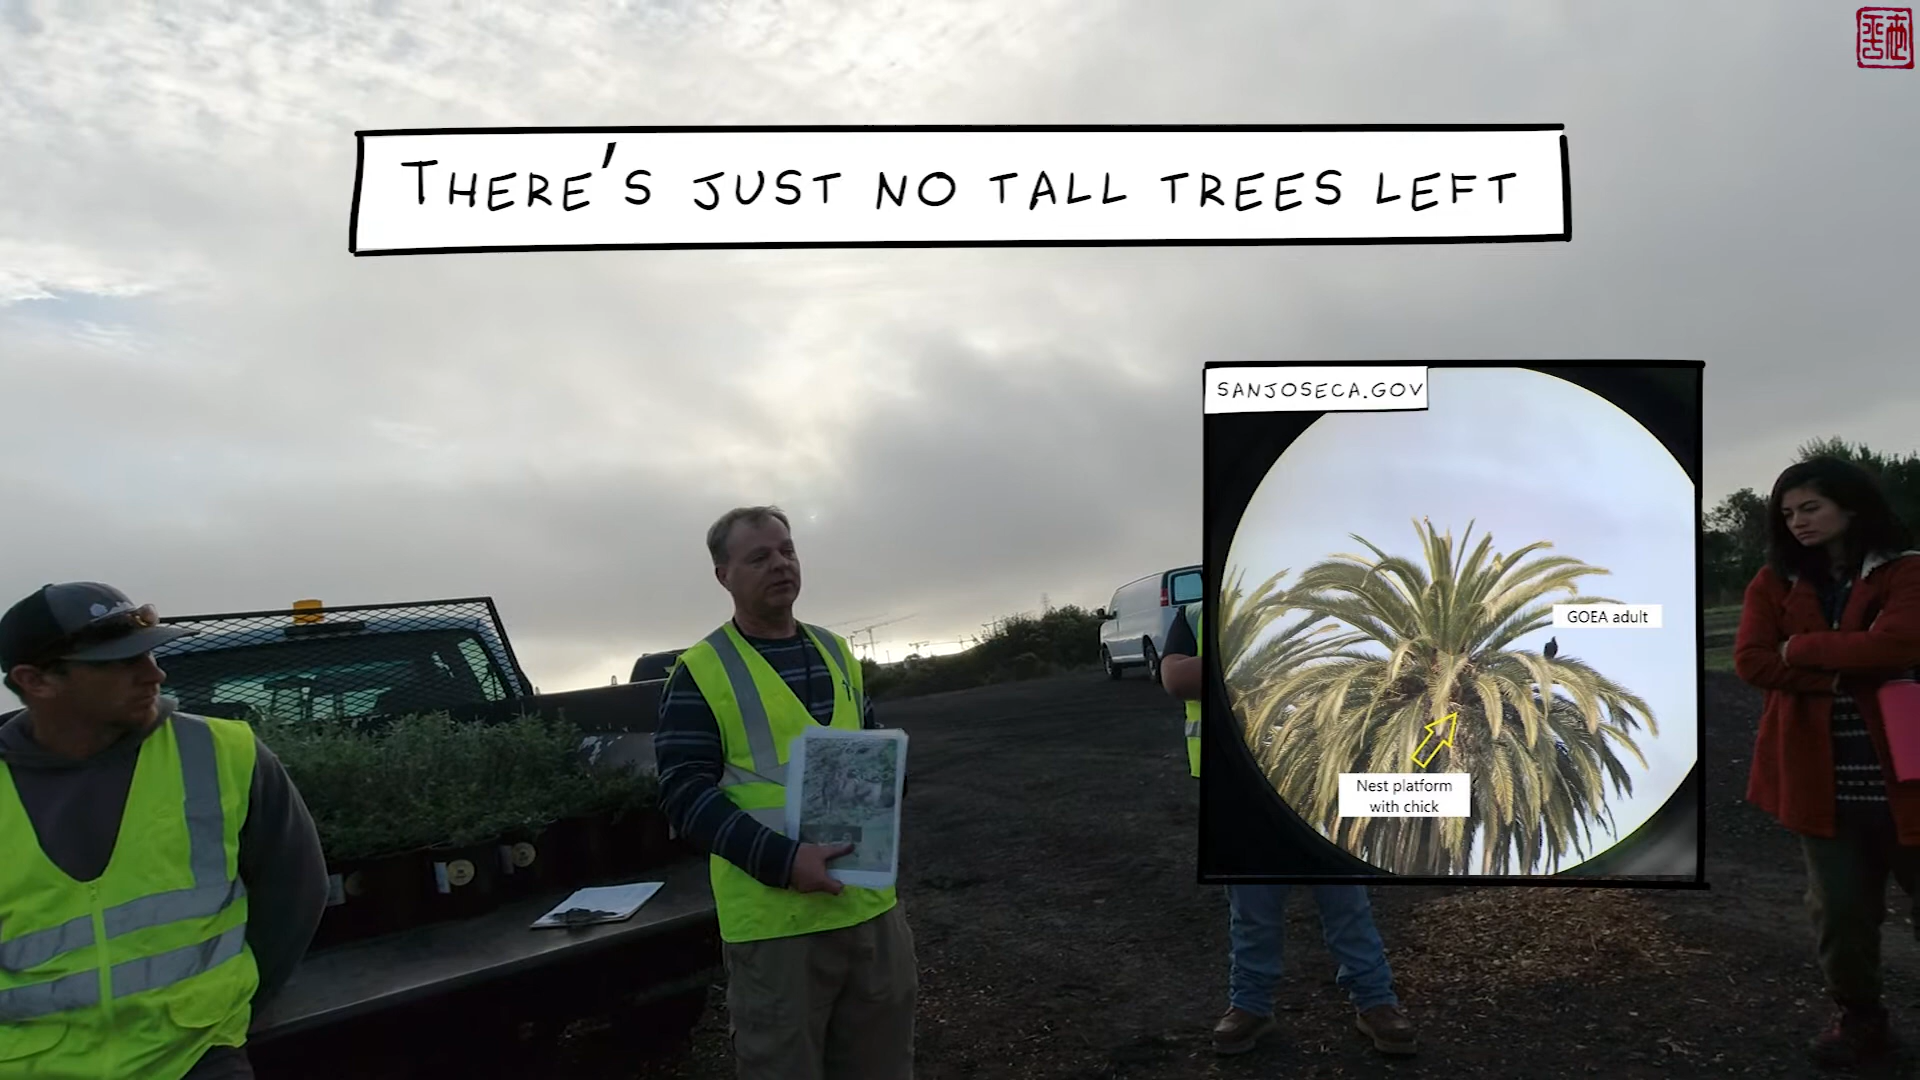 THERE'S JUST NO TALL TREES LEFT
SANJOSECA.GOV
GOEA adult
Nest platform
with chick